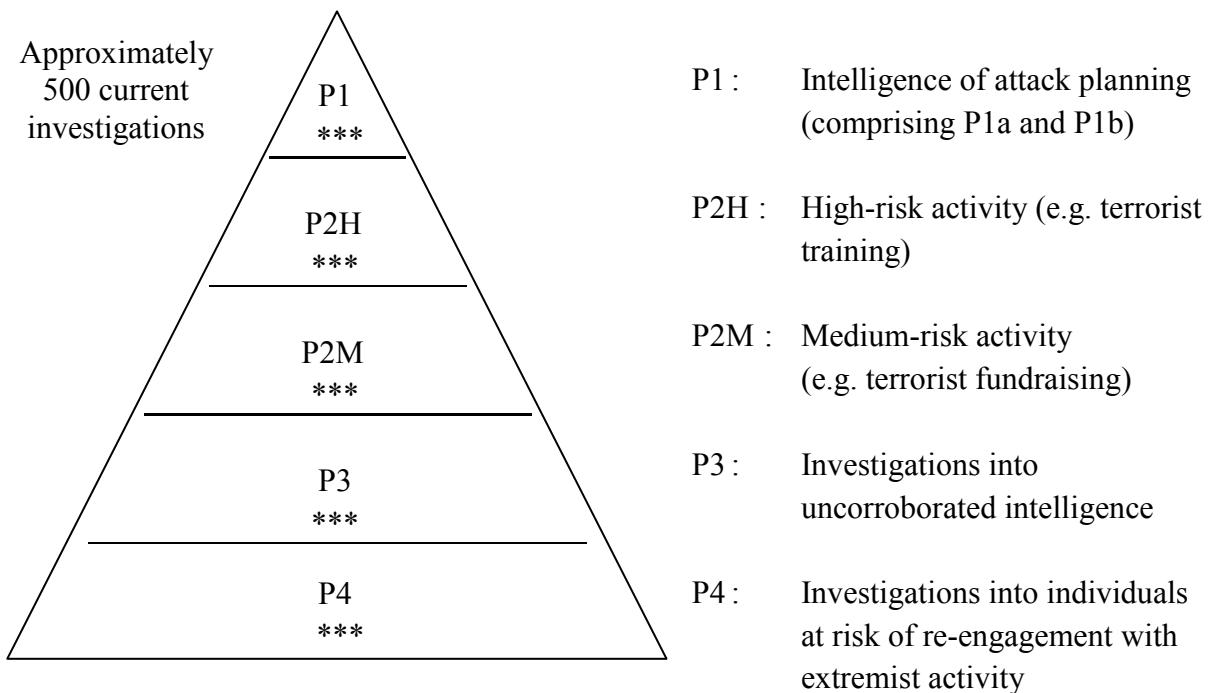 Approximately
500 current
investigations
P1
***
P2H
***
P2M
***
P3
***
P4
***
P1 : Intelligence of attack planning
(comprising P1a and P1b)
P2H : High-risk activity (e.g. terrorist
training)
P2M : Medium-risk activity
(e.g. terrorist fundraising)
P3 : Investigations into
uncorroborated intelligence
P4 : Investigations into individuals
at risk of re-engagement with
extremist activity